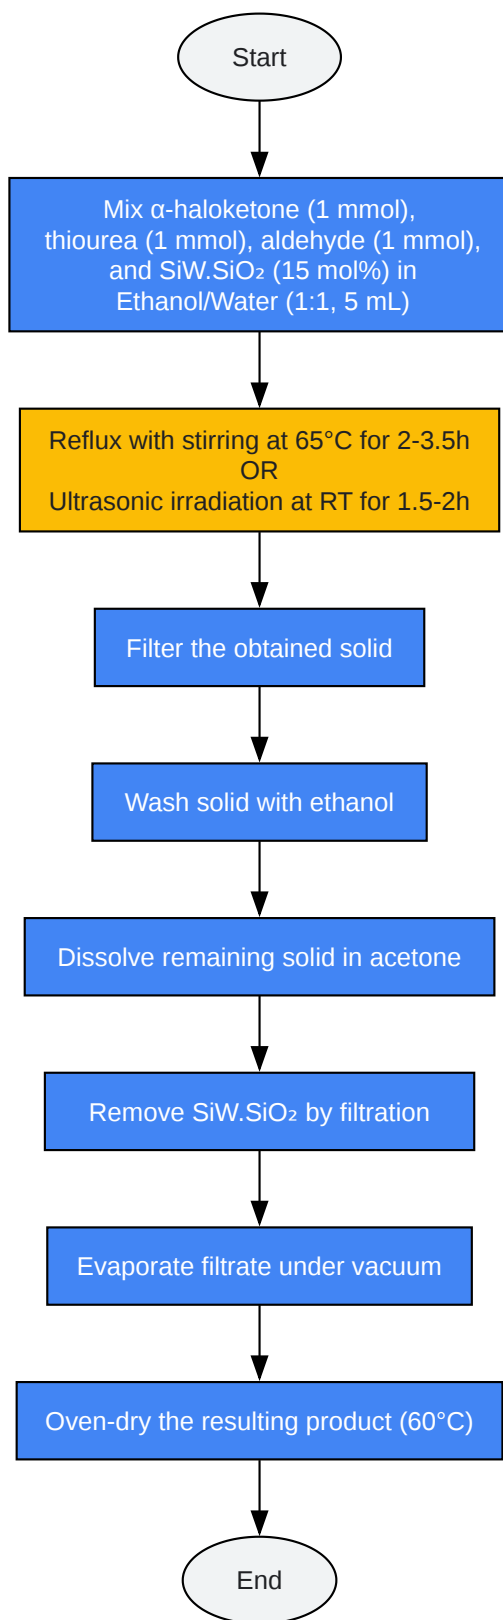 Start
Mix α-haloketone (1 mmol),
thiourea (1 mmol), aldehyde (1 mmol),
and SiW.SiO₂ (15 mol%) in
Ethanol/Water (1:1, 5 mL)
Reflux with stirring at 65°C for 2-3.5h
OR
Ultrasonic irradiation at RT for 1.5-2h
Filter the obtained solid
Wash solid with ethanol
Dissolve remaining solid in acetone
Remove SiW.SiO₂ by filtration
Evaporate filtrate under vacuum
Oven-dry the resulting product (60°C)
End